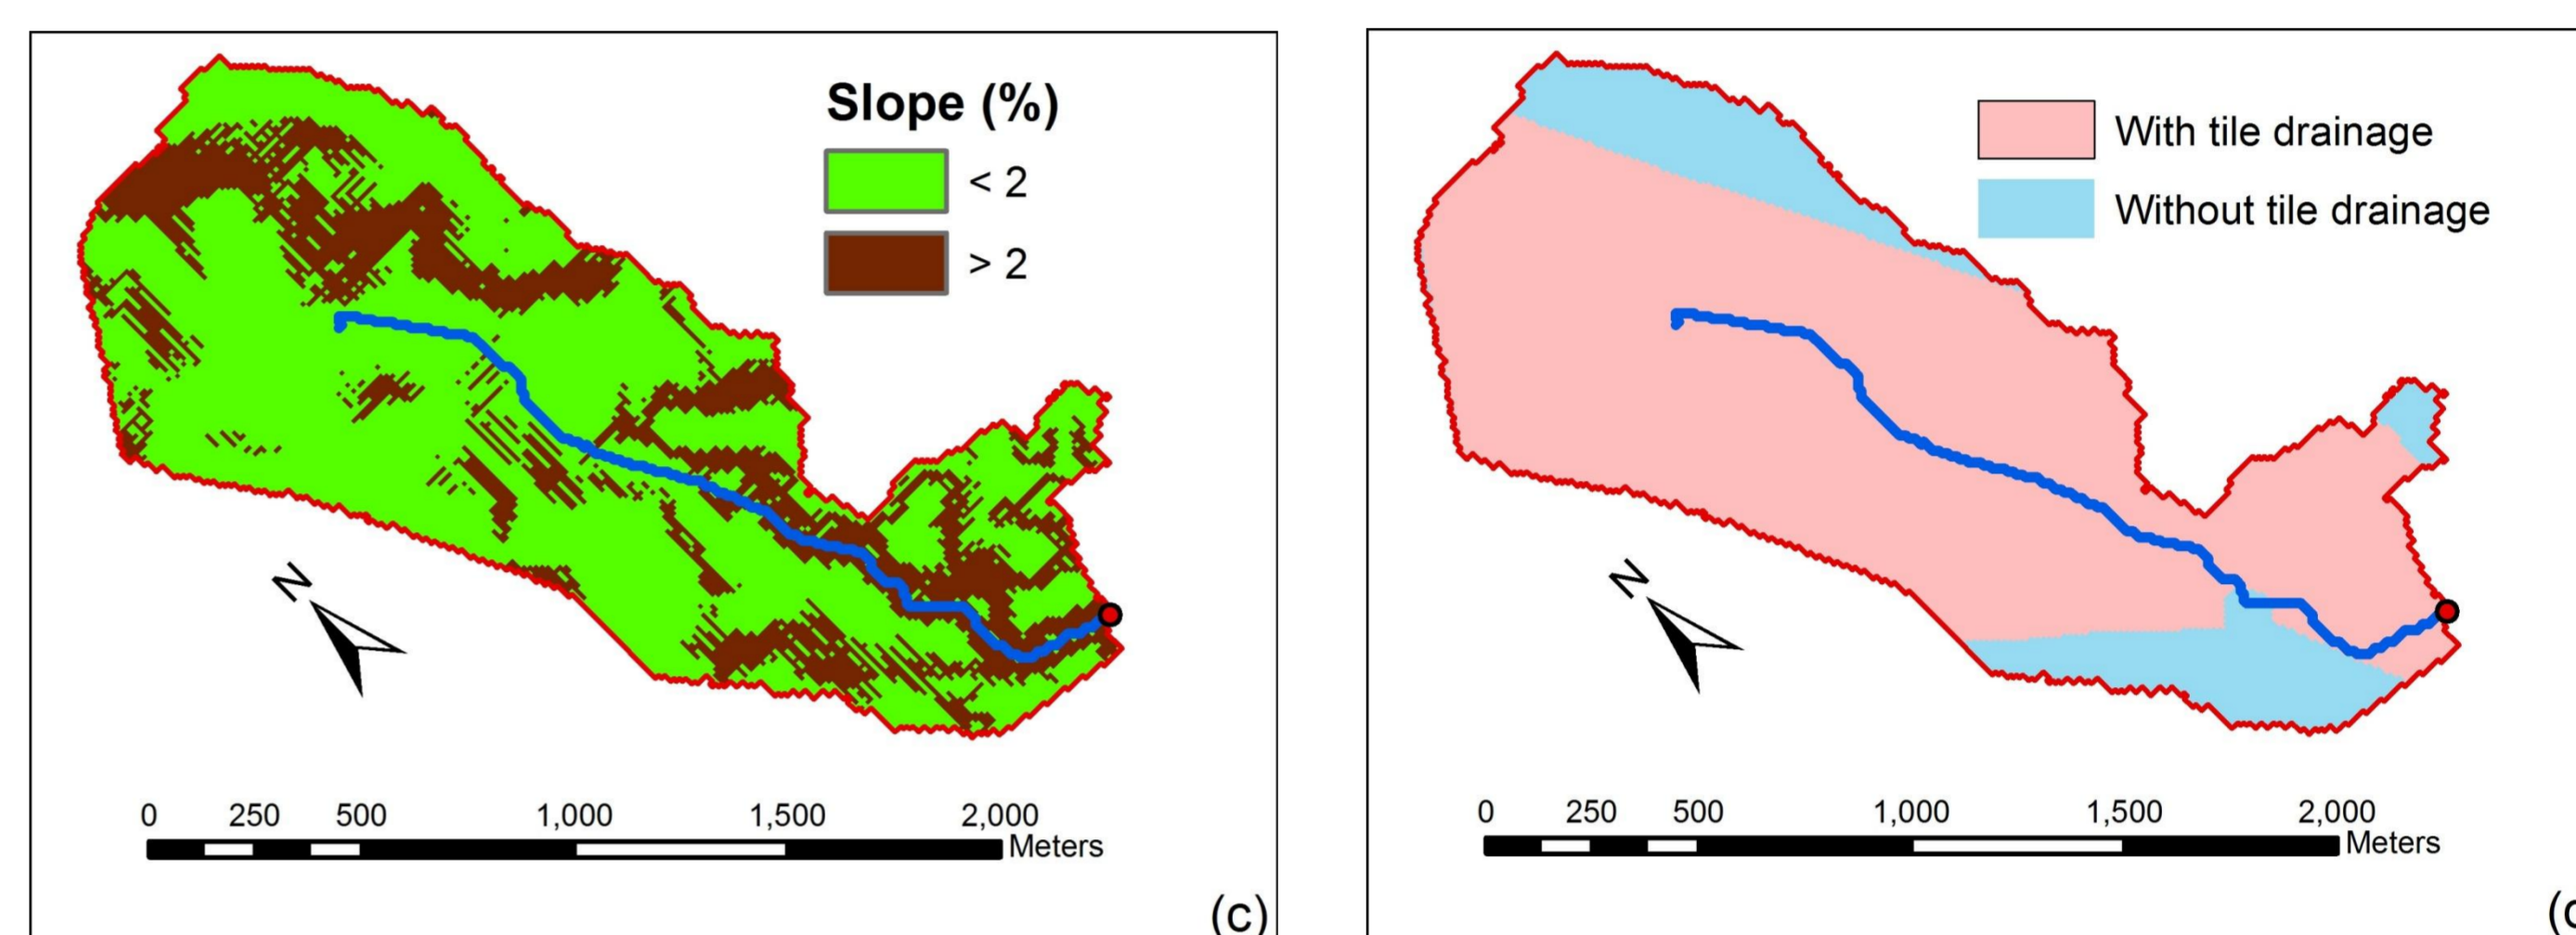 Slope (%)
< 2
> 2
N
0 250 500 1,000 1,500 2,000
Meters
(c)
With tile drainage
Without tile drainage
N
0 250 500 1,000 1,500 2,000
Meters